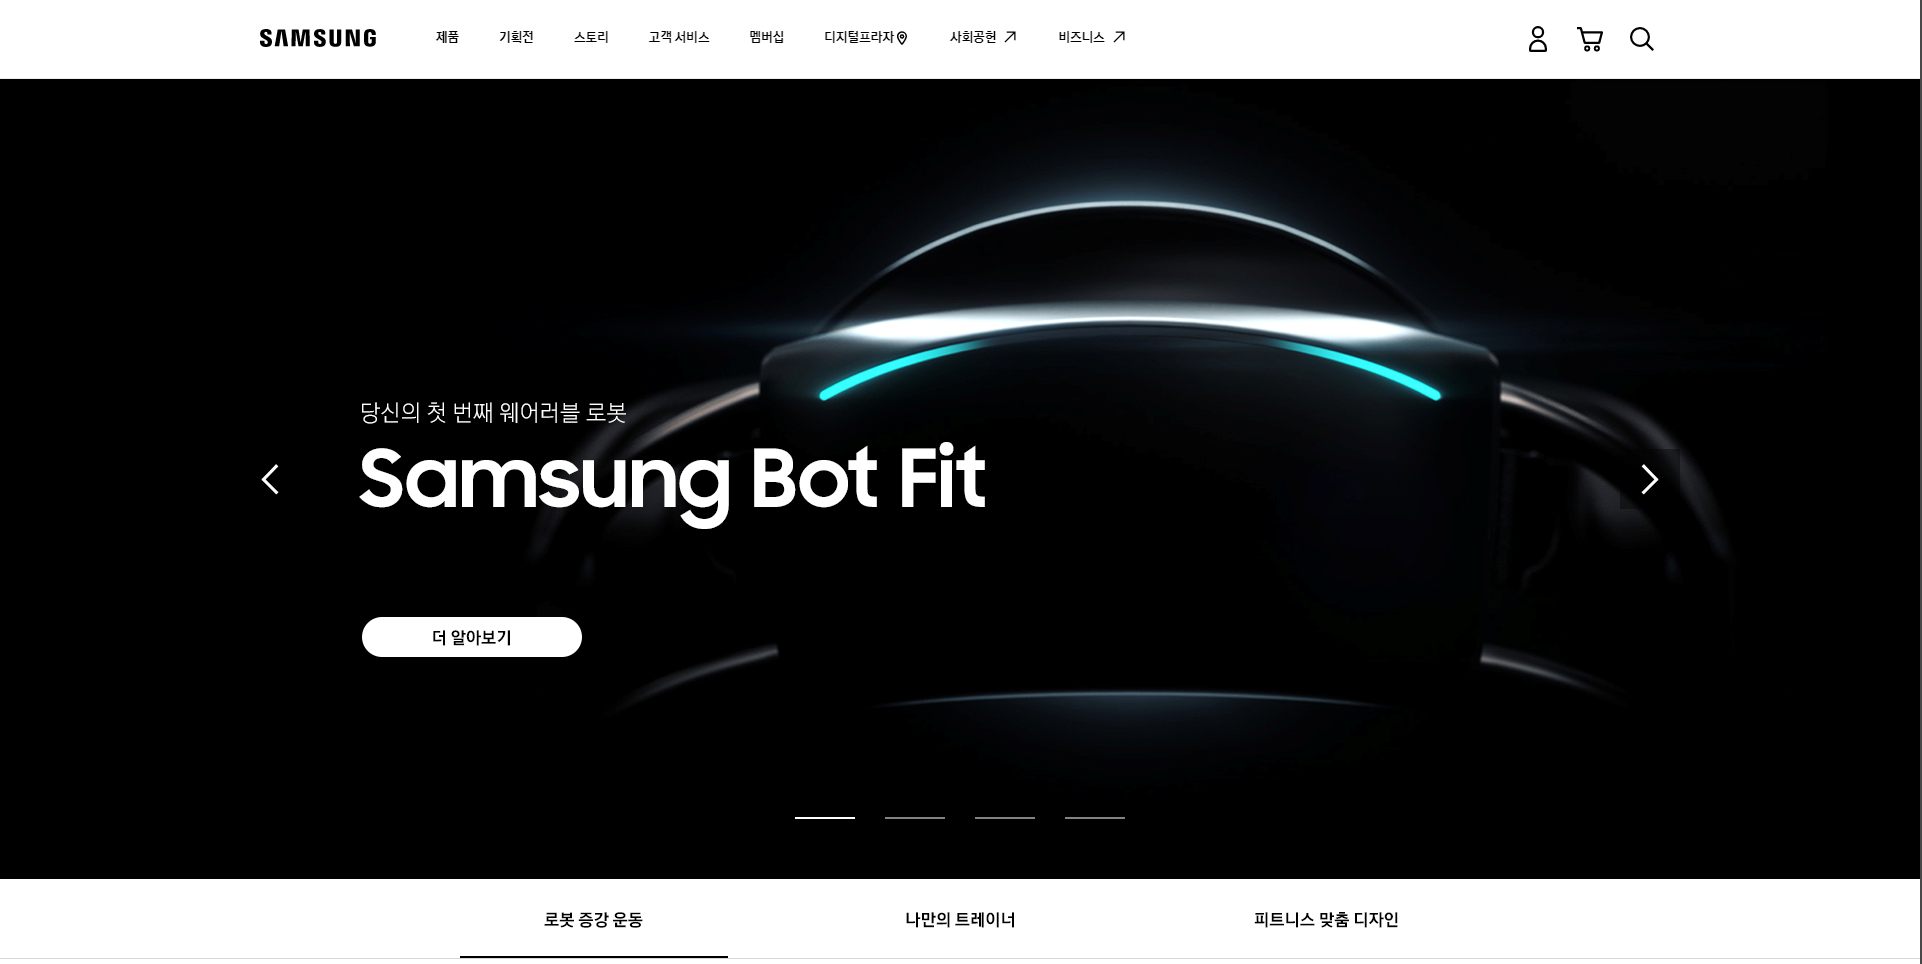 SAMSUNG 제품 기획전 스토리 고객 서비스 멤버십 디지털프라자 사회공헌 비즈니스
당신의 첫 번째 웨어러블 로봇
Samsung Bot Fit
더 알아보기
로봇 증강 운동 나만의 트레이너 피트니스 맞춤 디자인